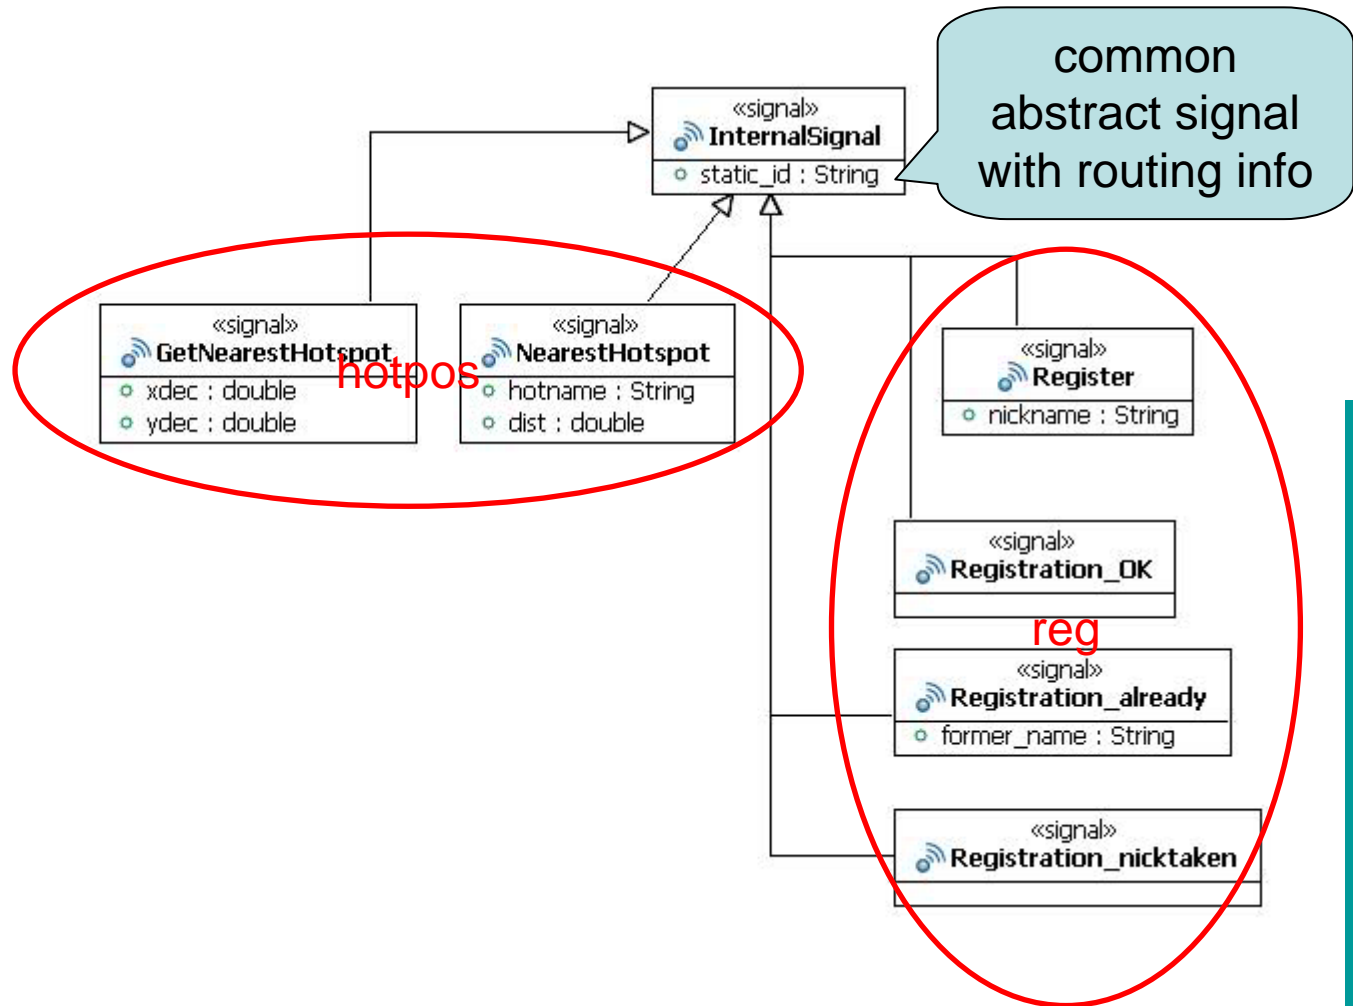 common
abstract signal
with routing info
«signal»
InternalSignal
static_id : String
«signal»
GetNearestHotspot
xdec : double
ydec : double
hotpos
«signal»
NearestHotspot
hotname : String
dist : double
«signal»
Register
nickname : String
«signal»
Registration_OK
reg
«signal»
Registration_already
former_name : String
«signal»
Registration_nicktaken